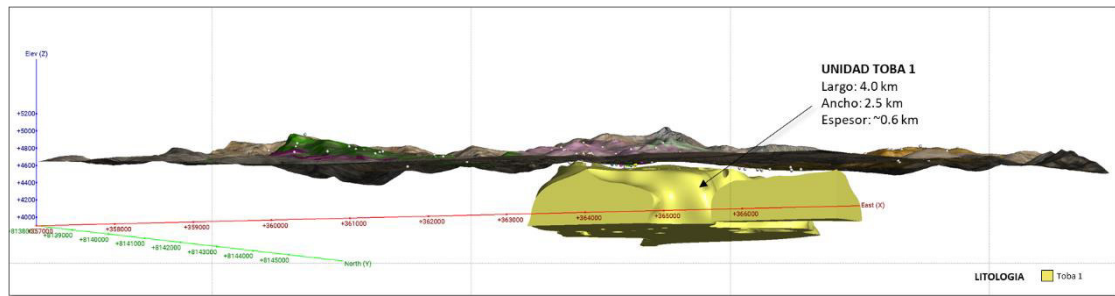 Elev (Z)
+5200
+5000
+4800
+4600
+4400
+4200
+4000
UNIDAD TOBA 1
Largo: 4.0 km
Ancho: 2.5 km
Espesor: ~0.6 km
+357000
+358000
+359000
+360000
+361000
+362000
+363000
+364000
+365000
+366000
East (X)
+8138000
+8139000
+8140000
+8141000
+8142000
+8143000
+8144000
+8145000
North (Y)
LITOLOGIA
Toba 1